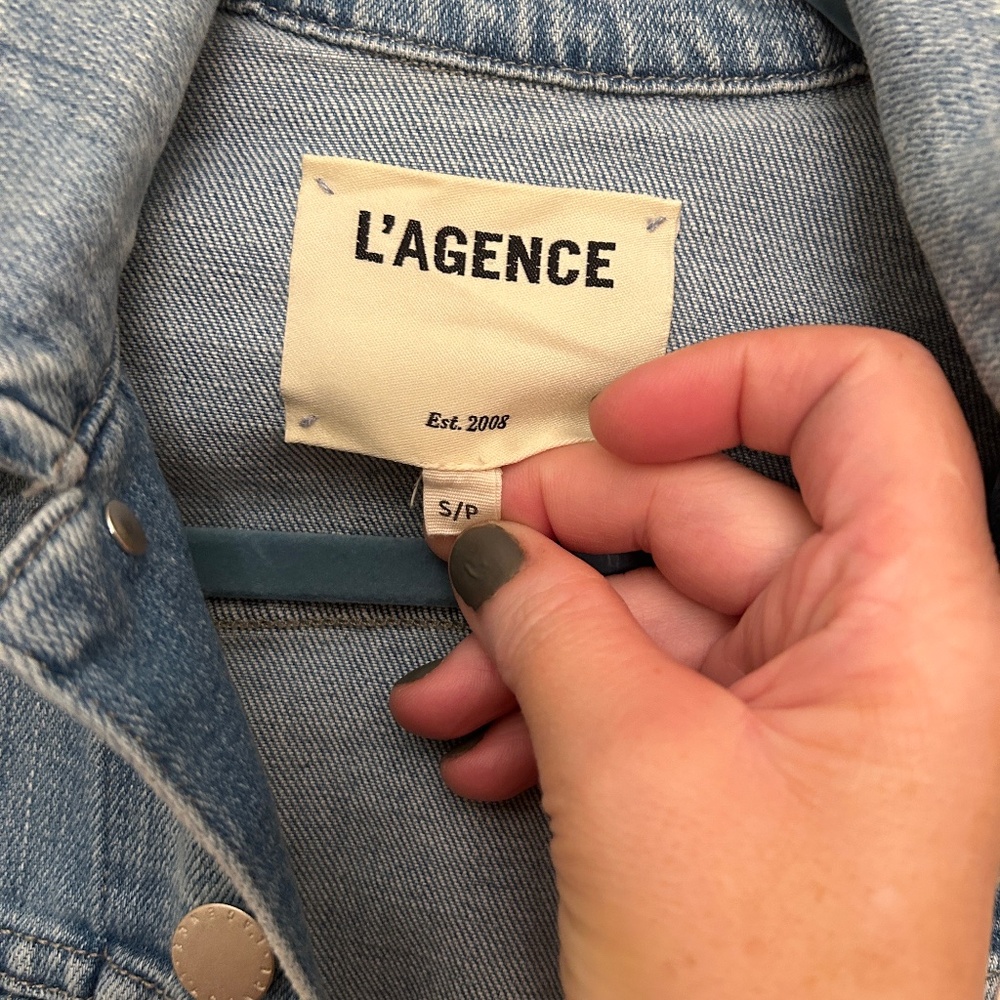 L'AGENCE
Est. 2008
S/P